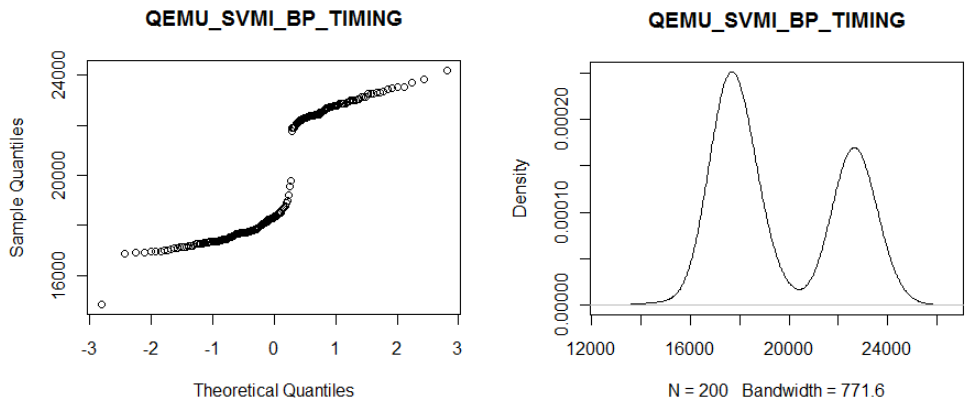 QEMU_SVMI_BP_TIMING
Sample Quantiles
24000
20000
16000
-3 -2 -1 0 1 2 3
Theoretical Quantiles
QEMU_SVMI_BP_TIMING
Density
0.00020
0.00010
0.00000
12000 16000 20000 24000
N = 200 Bandwidth = 771.6